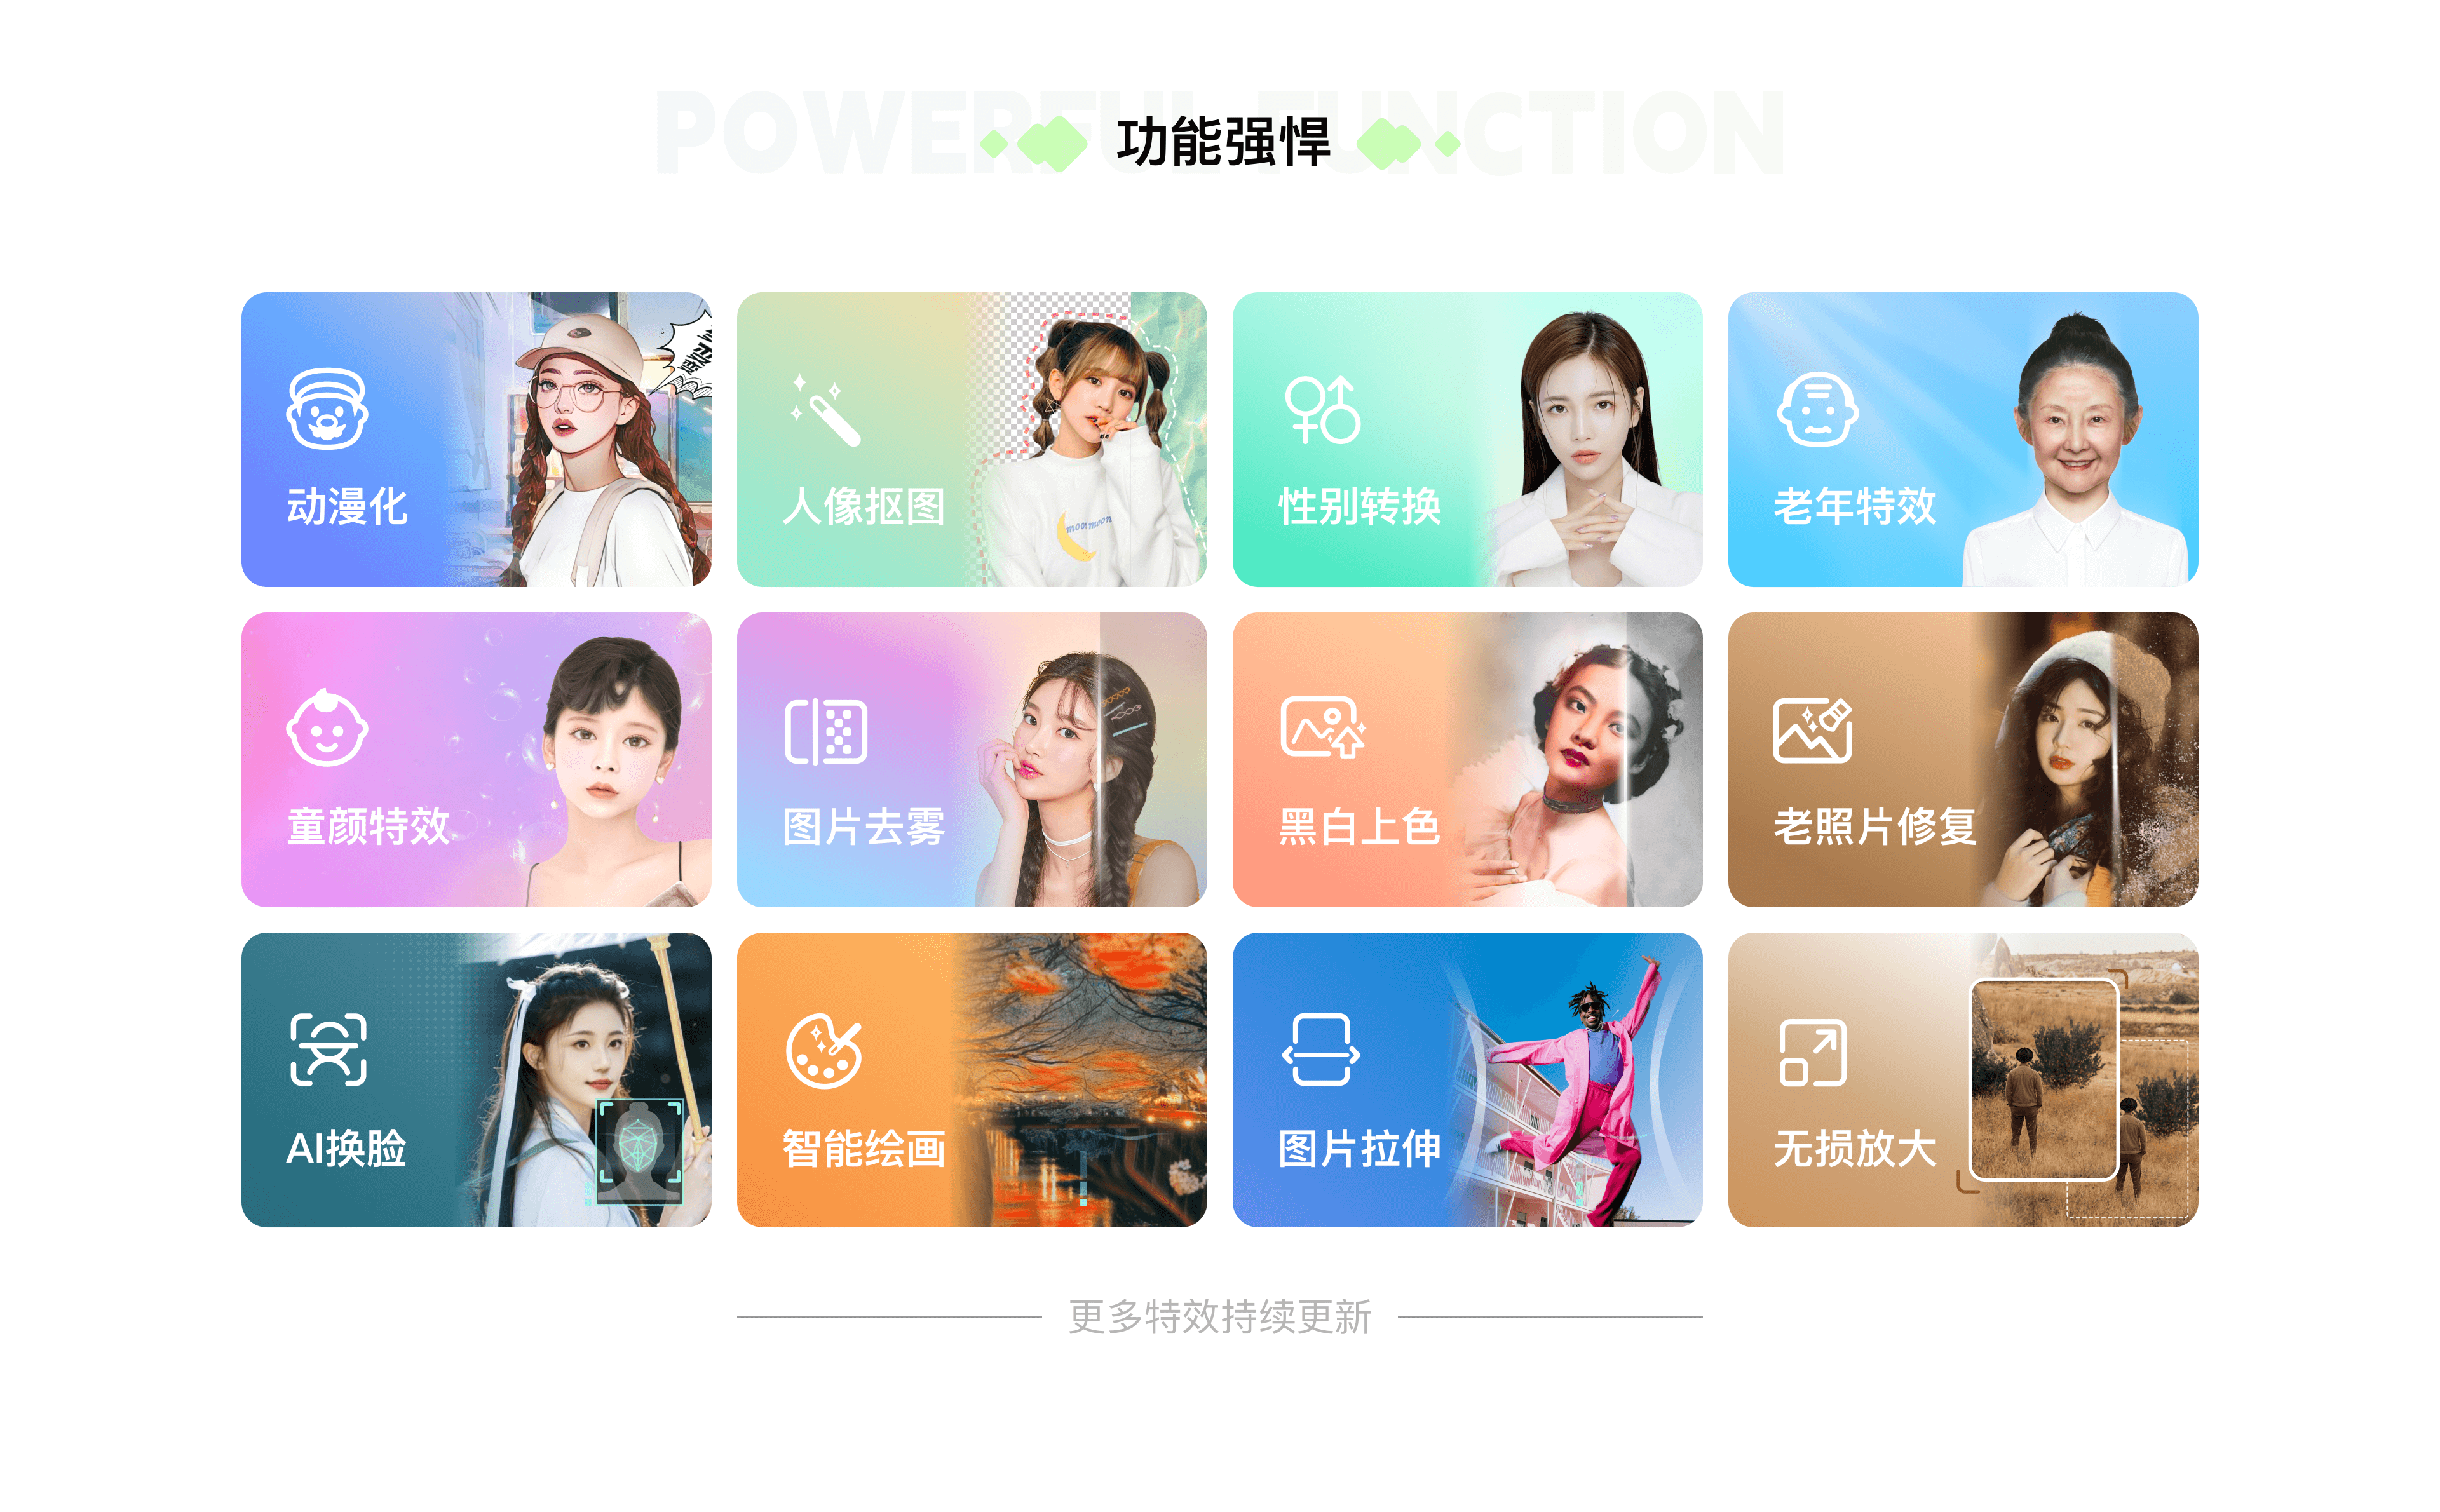 POWERFUL FUNCTION
功能强悍
动漫化
人像抠图
moon moon
性别转换
老年特效
童颜特效
图片去雾
黑白上色
老照片修复
AI换脸
智能绘画
图片拉伸
无损放大
更多特效持续更新